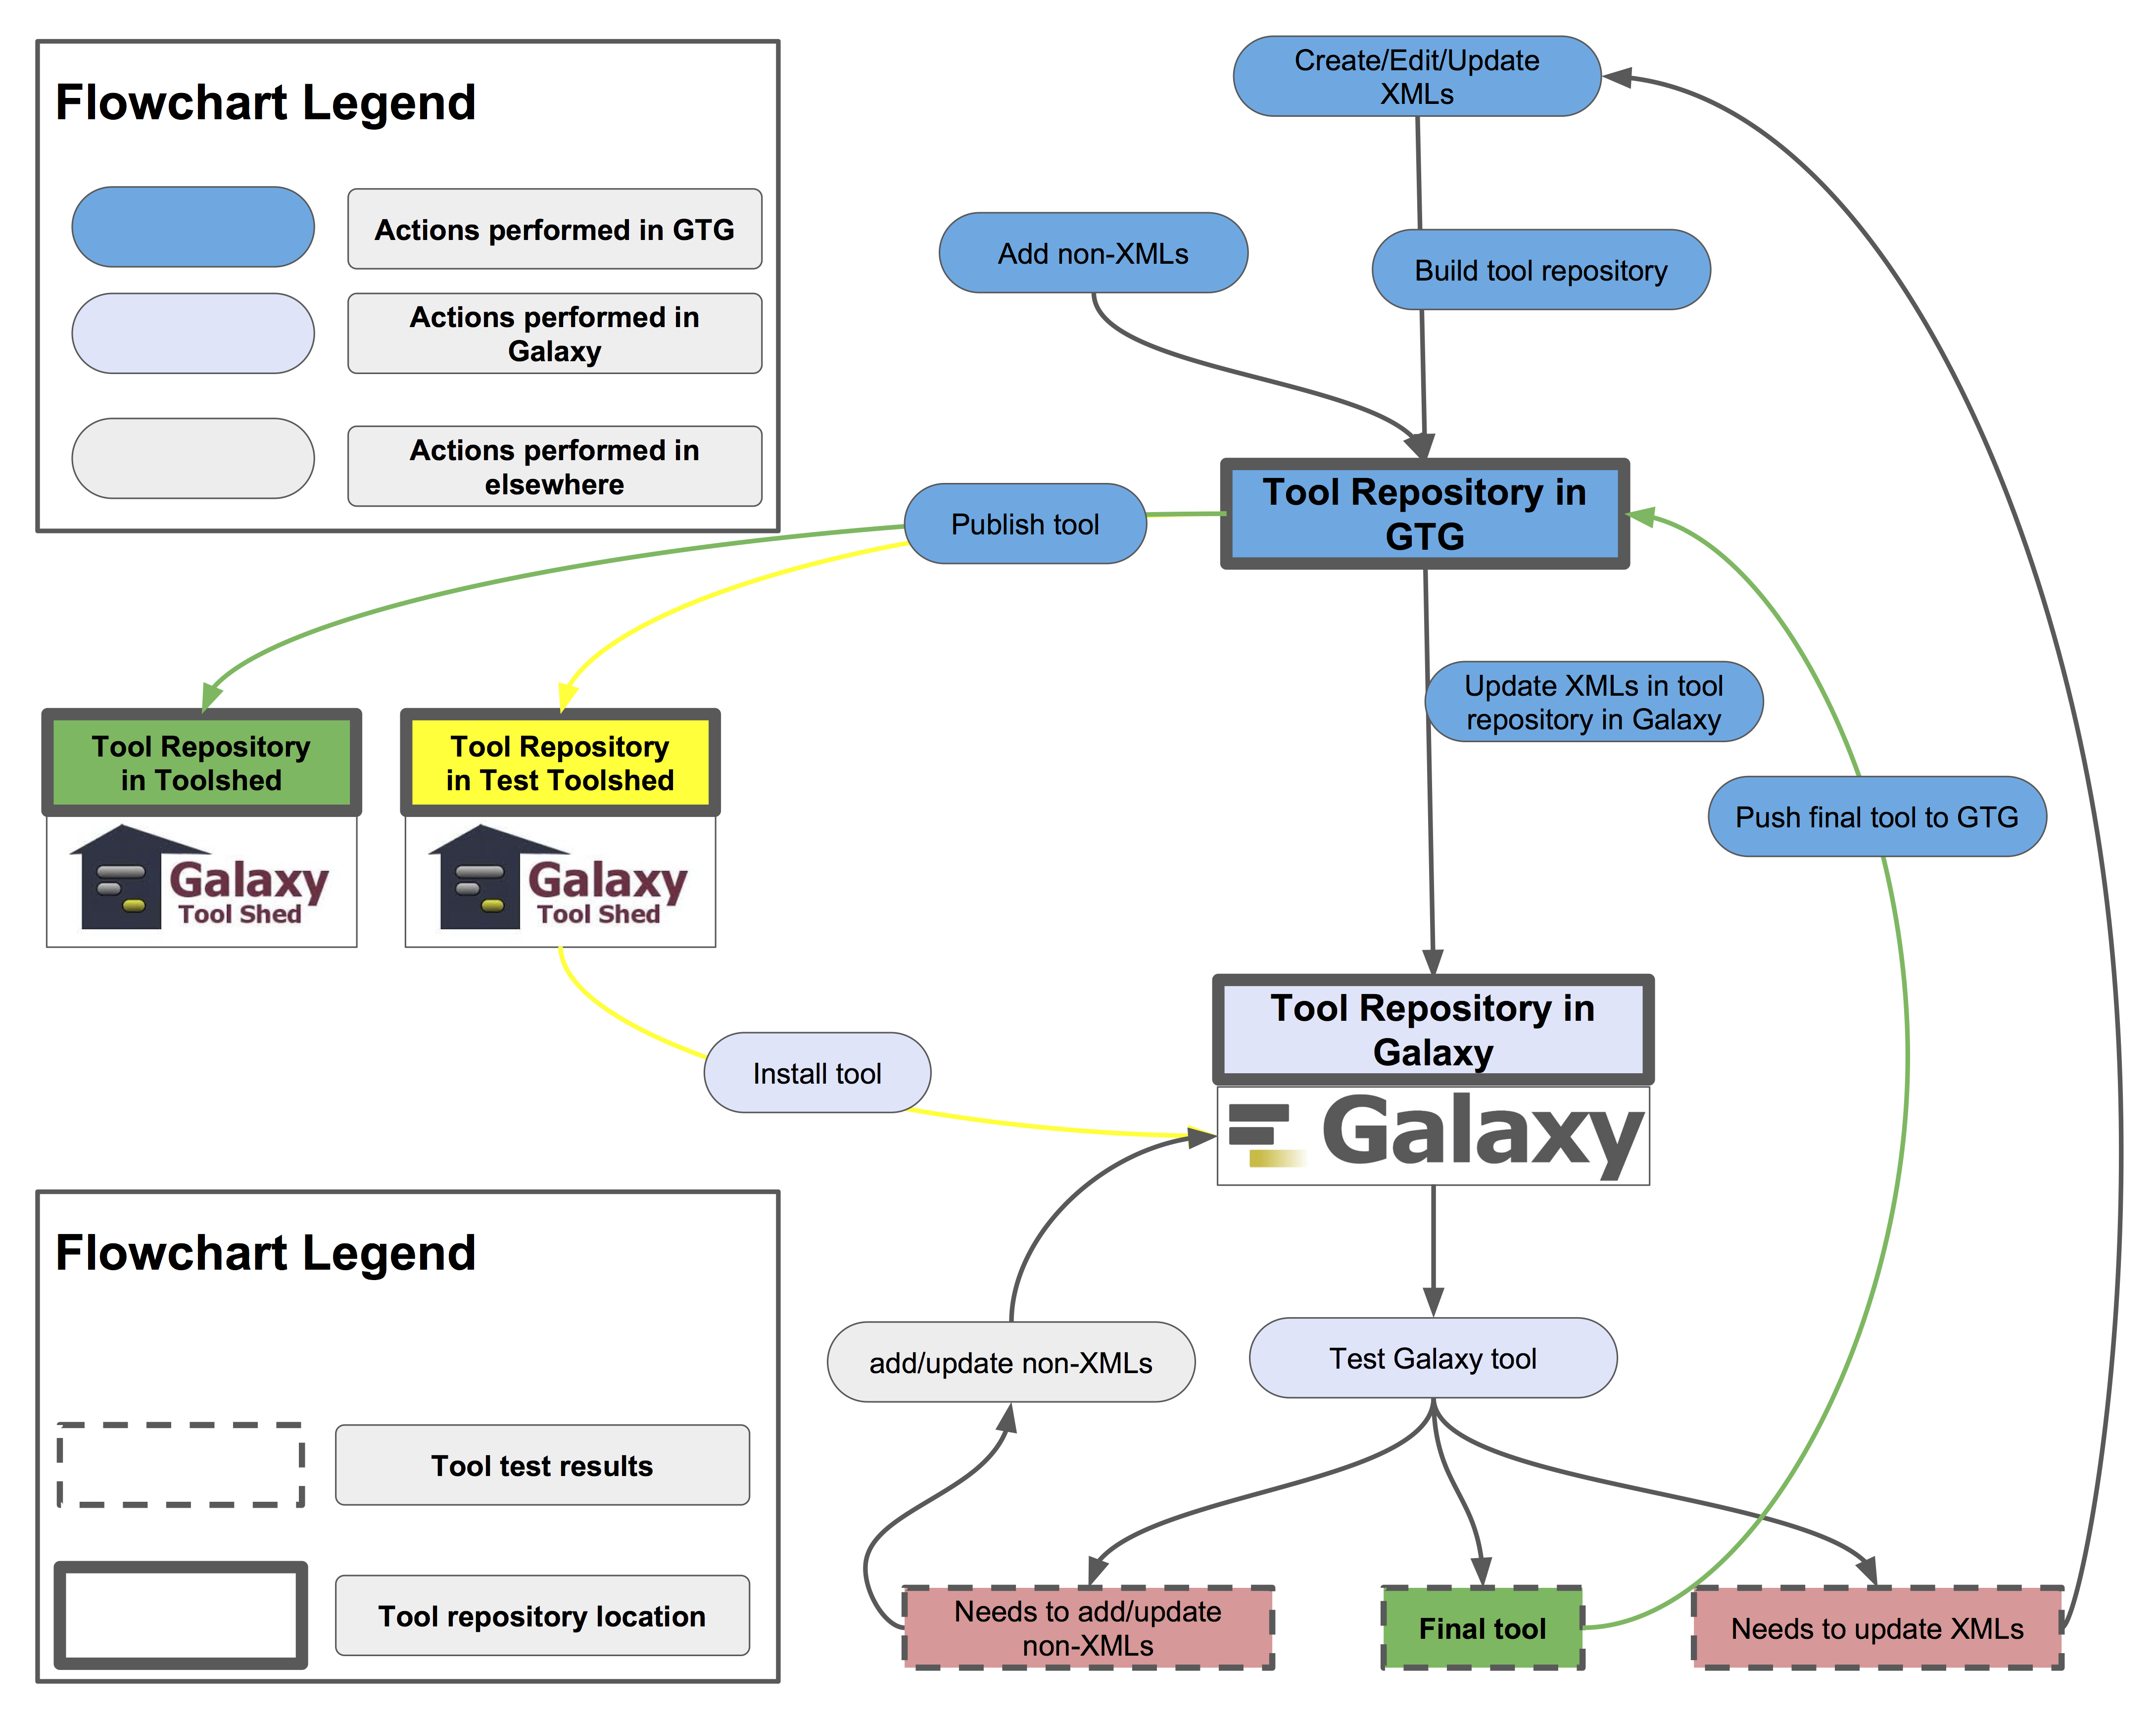 Flowchart Legend
Actions performed in GTG
Actions performed in
Galaxy
Actions performed in
elsewhere
Create/Edit/Update
XMLs
Add non-XMLs
Build tool repository
Tool Repository in
GTG
Publish tool
Update XMLs in tool
repository in Galaxy
Push final tool to GTG
Tool Repository
in Toolshed
Galaxy
Tool Shed
Tool Repository
in Test Toolshed
Galaxy
Tool Shed
Install tool
Tool Repository in
Galaxy
Galaxy
Flowchart Legend
Tool test results
Tool repository location
add/update non-XMLs
Test Galaxy tool
Needs to add/update
non-XMLs
Final tool
Needs to update XMLs